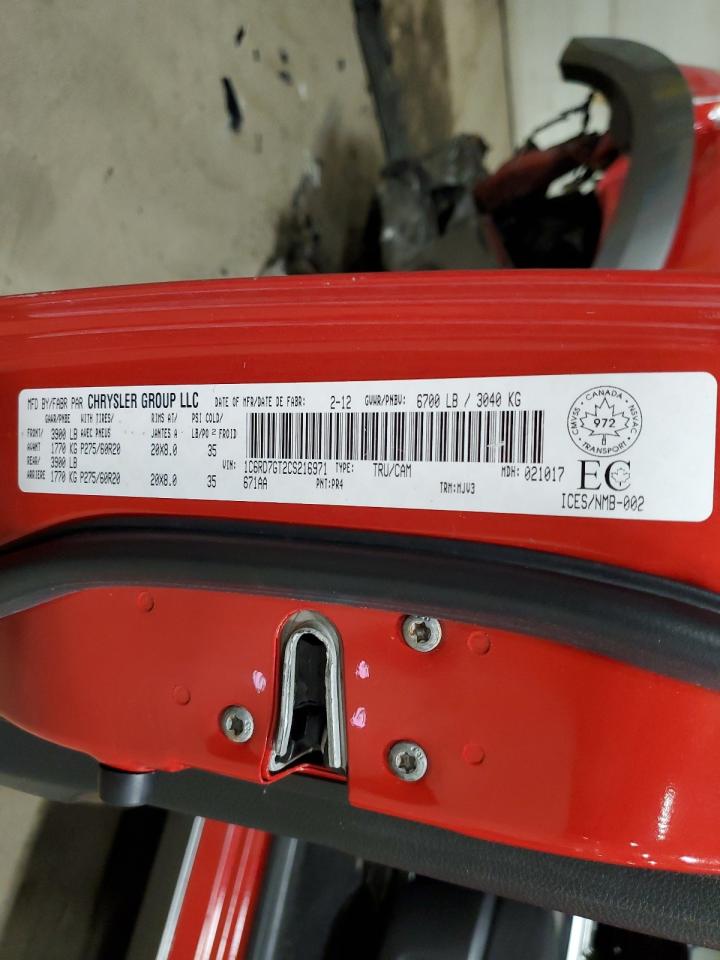 MFD BY/FABR PAR CHRYSLER GROUP LLC DATE OF MFR/DATE DE FABR: 2-12 GVWR/PNBV: 6700 LB / 3040 KG
GAWR/PNBE WITH TIRES/ RIMS AT/ PSI COLD/
FRONT/ 3900 LB AVEC PNEUS JANTES A LB/PO 2 FROID
AVANT 1770 KG P275/60R20 20X8.0 35
REAR/ 3900 LB
ARRIERE 1770 KG P275/60R20 20X8.0 35
VIN: 1C6RD7GT2CS216971 TYPE: TRU/CAM MDH: 021017
671AA PNT:PR4 TRM:MJV3
CANADA
CMVSS NSVAC
972
TRANSPORT
EC
ICES/NMB-002